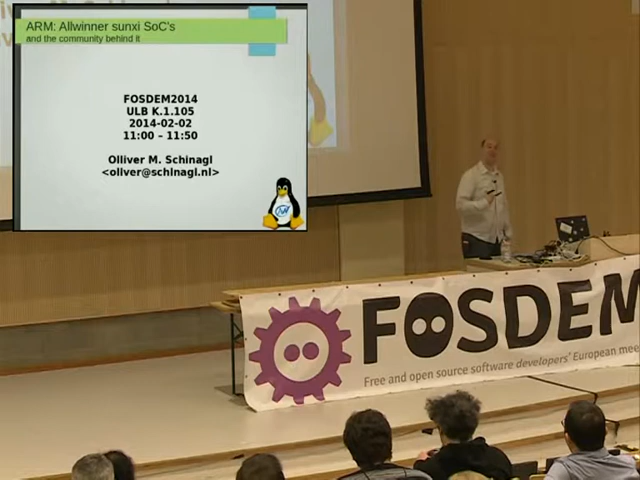 ARM: Allwinner sunxi SoC's
and the community behind it
FOSDEM2014
ULB K.1.105
2014-02-02
11:00 – 11:50
Olliver M. Schinagl
<oliver@schinagl.nl>
FOSDEM
Free and open source software developers' European mee